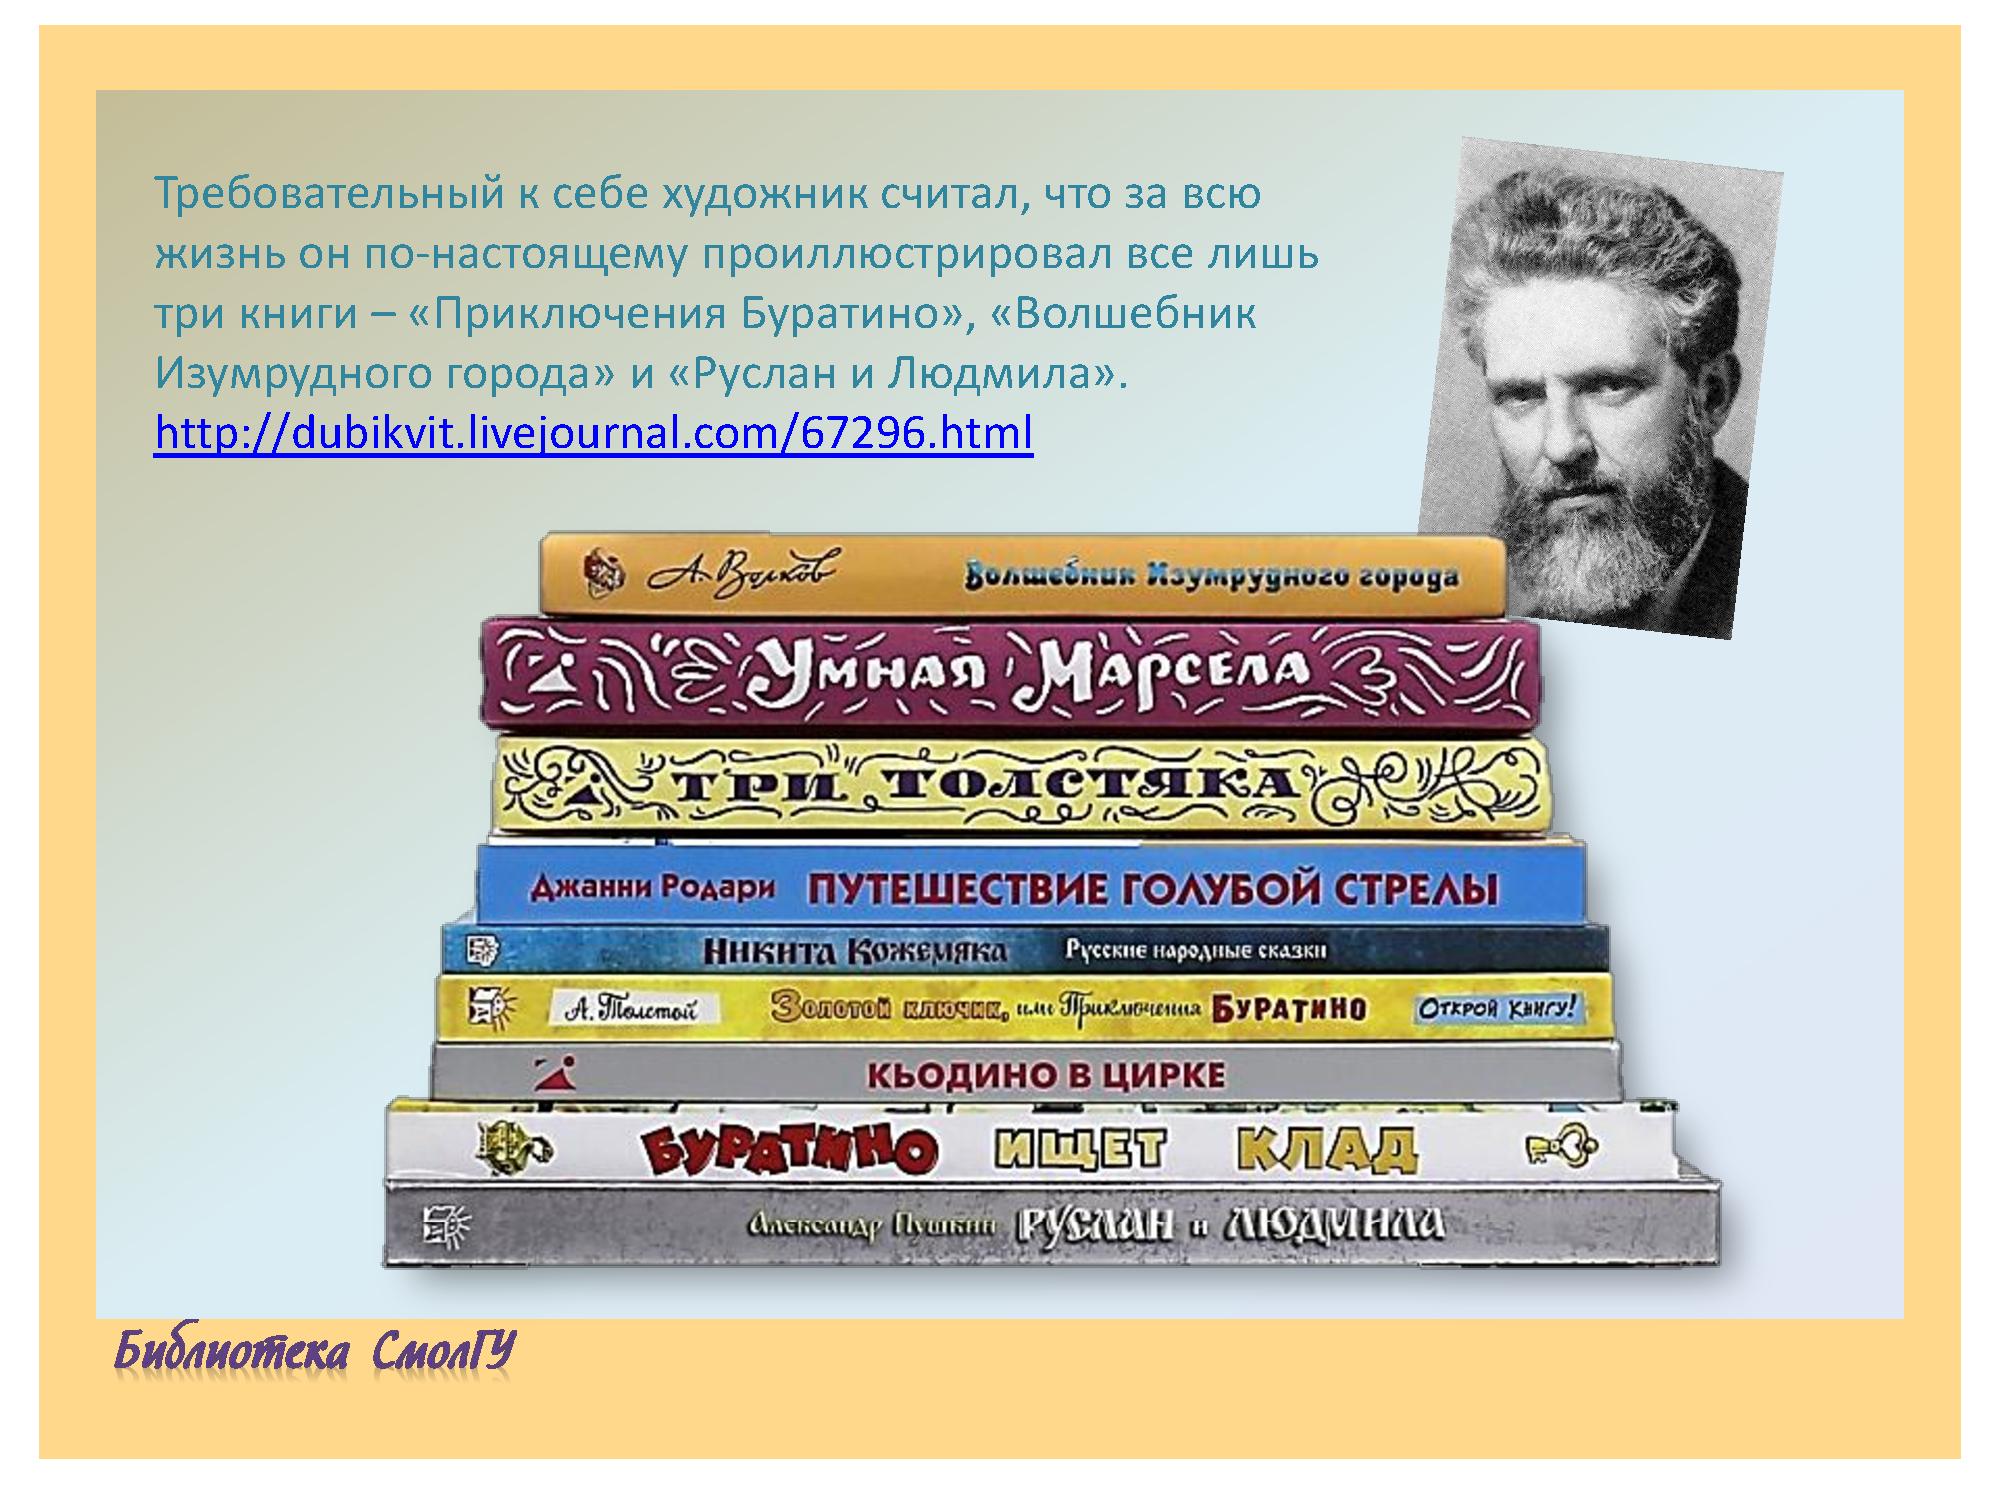 Требовательный к себе художник считал, что за всю
жизнь он по-настоящему проиллюстрировал все лишь
три книги – «Приключения Буратино», «Волшебник
Изумрудного города» и «Руслан и Людмила».
http://dubikvit.livejournal.com/67296.html
А. Волков Волшебник Изумрудного города
Умная Марсела
ТРИ ТОЛСТЯКА
Джанни Родари ПУТЕШЕСТВИЕ ГОЛУБОЙ СТРЕЛЫ
Никита Кожемяка Русские народные сказки
А. Толстой Золотой ключик, или Приключения БУРАТИНО ОТКРОЙ КНИГУ!
КЬОДИНО В ЦИРКЕ
БУРАТИНО ИЩЕТ КЛАД
Александр Пушкин РУСЛАН и ЛЮДМИЛА
Библиотека СмолГУ